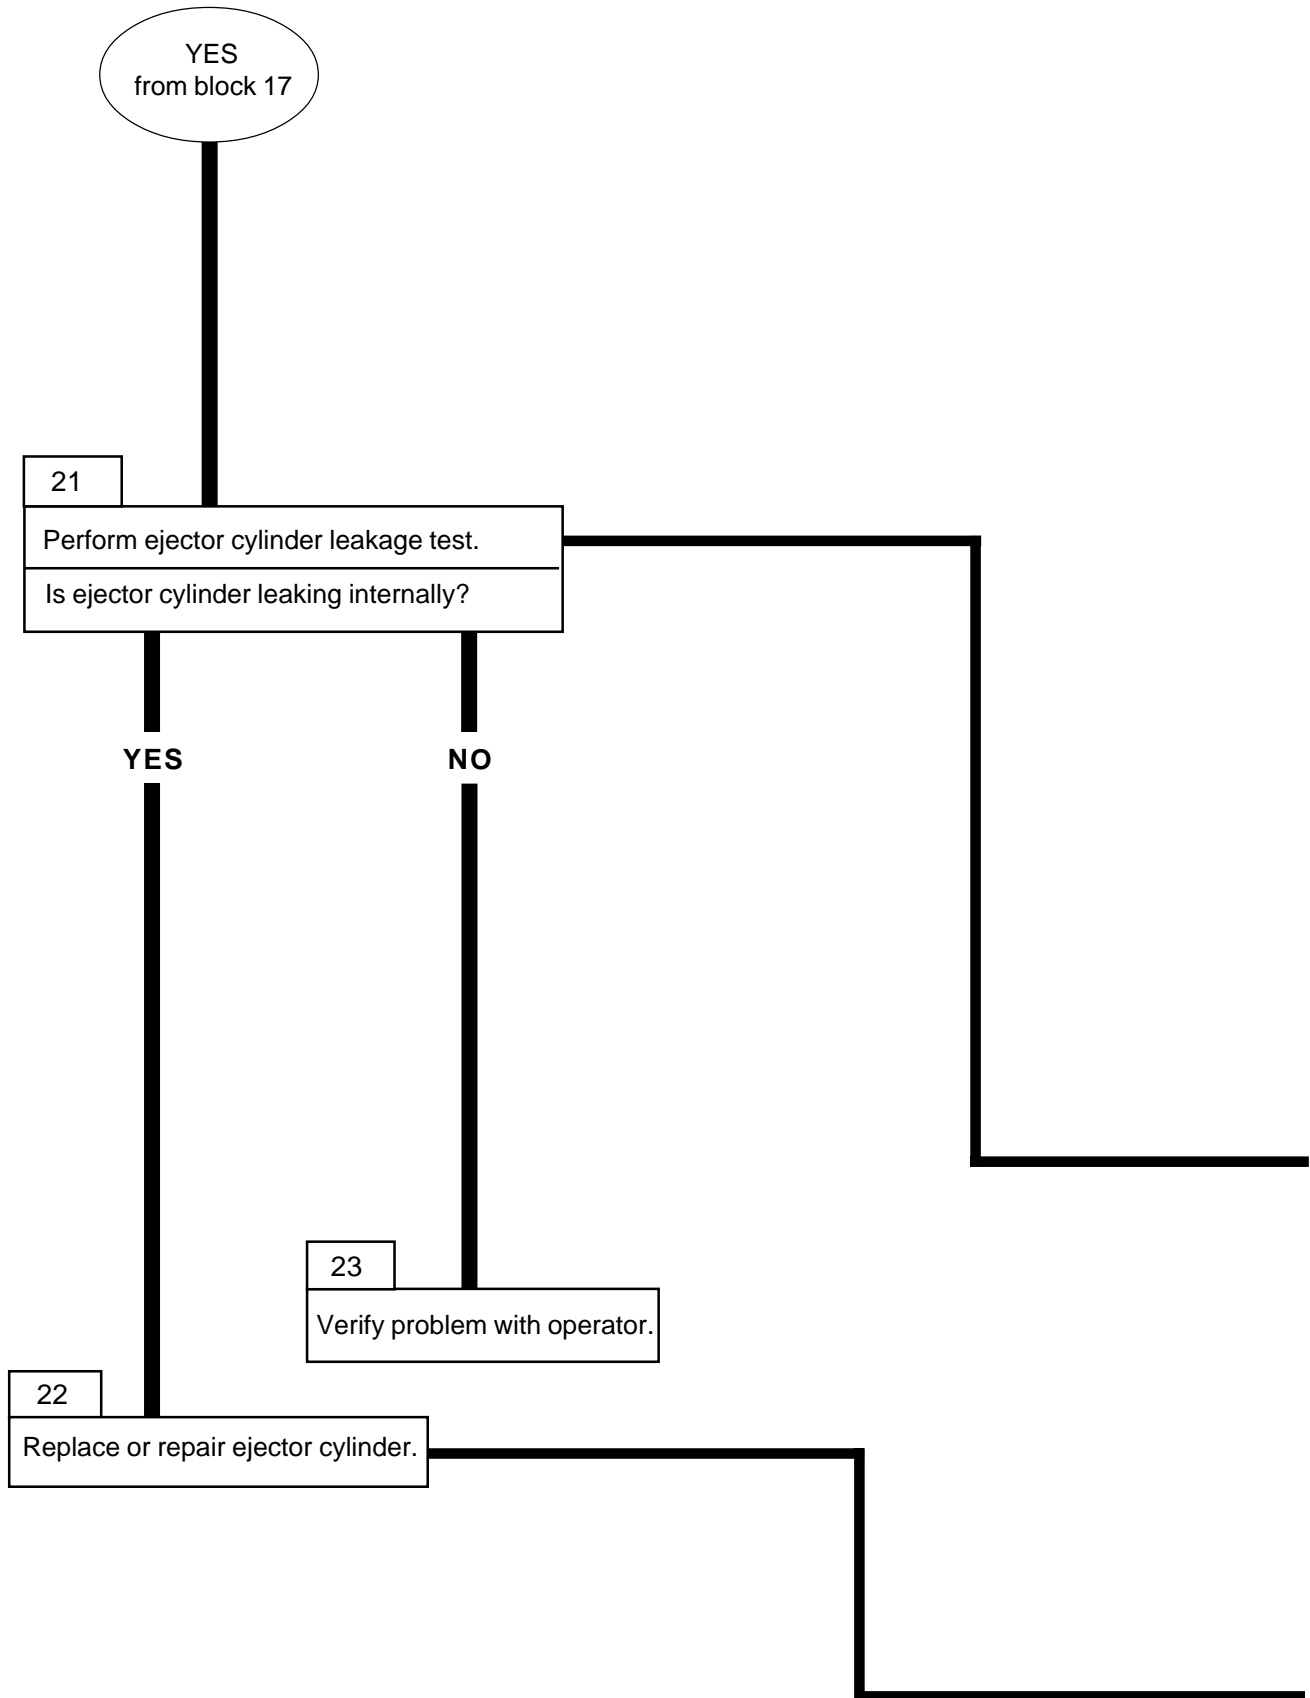 YES
from block 17
21
Perform ejector cylinder leakage test.
Is ejector cylinder leaking internally?
YES
NO
23
Verify problem with operator.
22
Replace or repair ejector cylinder.